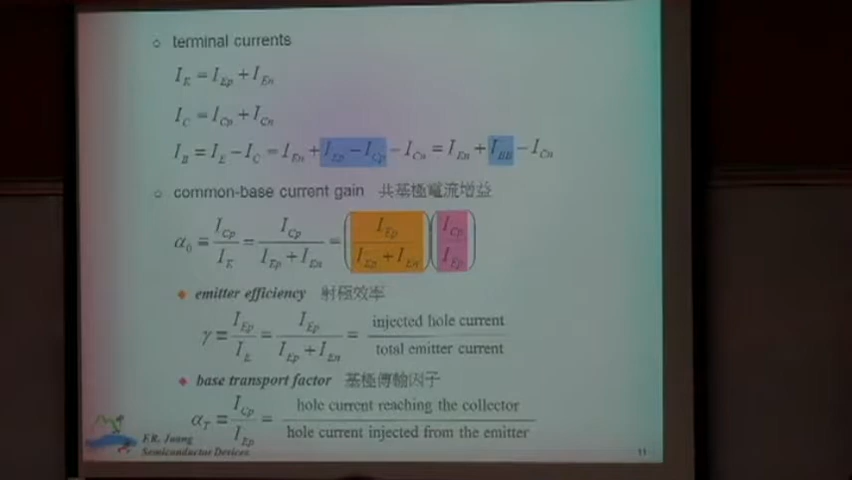 terminal currents
I_E = I_Ep + I_En
I_C = I_Cp + I_Cn
I_B = I_E − I_C = I_En + I_Ep − I_Cp − I_Cn = I_En + I_BB − I_Cn
common-base current gain 共基極電流增益
α_0 ≡ I_Cp / I_E = I_Cp / (I_Ep + I_En) = (I_Ep / (I_Ep + I_En)) (I_Cp / I_Ep)
emitter efficiency 射極效率
γ ≡ I_Ep / I_E = I_Ep / (I_Ep + I_En) = injected hole current / total emitter current
base transport factor 基極傳輸因子
α_T ≡ I_Cp / I_Ep = hole current reaching the collector / hole current injected from the emitter
F.R. Juang
Semiconductor Devices
11